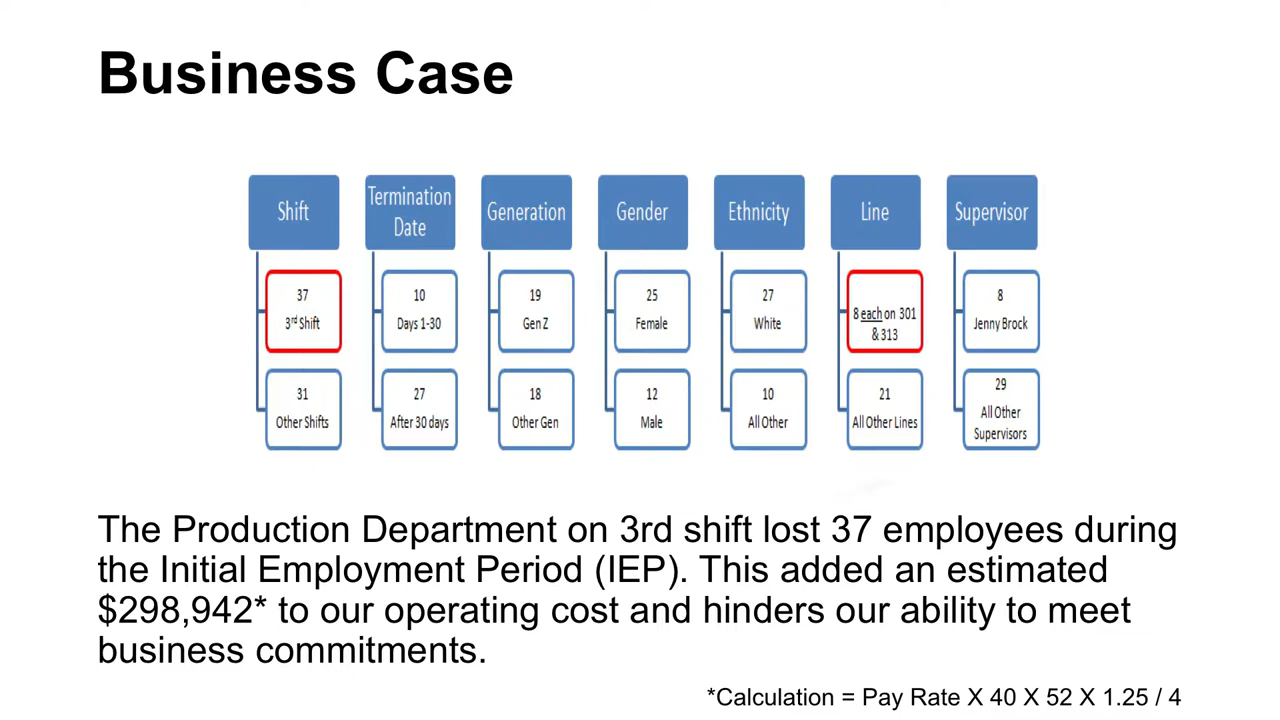 Business Case
Shift
37
3rd Shift
31
Other Shifts
Termination
Date
10
Days 1-30
27
After 30 days
Generation
19
Gen Z
18
Other Gen
Gender
25
Female
12
Male
Ethnicity
27
White
10
All Other
Line
8 each on 301
& 313
21
All Other Lines
Supervisor
8
Jenny Brock
29
All Other
Supervisors
The Production Department on 3rd shift lost 37 employees during
the Initial Employment Period (IEP). This added an estimated
$298,942* to our operating cost and hinders our ability to meet
business commitments.
*Calculation = Pay Rate X 40 X 52 X 1.25 / 4